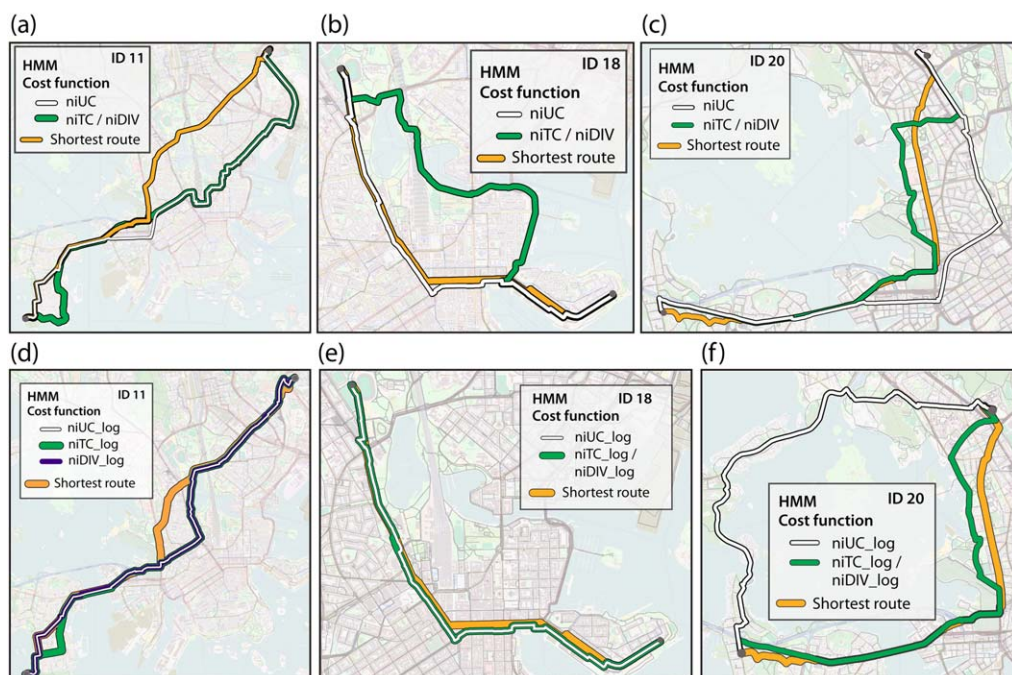 (a)
HMM
ID 11
Cost function
niUC
niTC / niDIV
Shortest route
(b)
HMM
ID 18
Cost function
niUC
niTC / niDIV
Shortest route
(c)
HMM
ID 20
Cost function
niUC
niTC / niDIV
Shortest route
(d)
HMM
ID 11
Cost function
niUC_log
niTC_log
niDIV_log
Shortest route
(e)
HMM
ID 18
Cost function
niUC_log
niTC_log /
niDIV_log
Shortest route
(f)
HMM
ID 20
Cost function
niUC_log
niTC_log /
niDIV_log
Shortest route